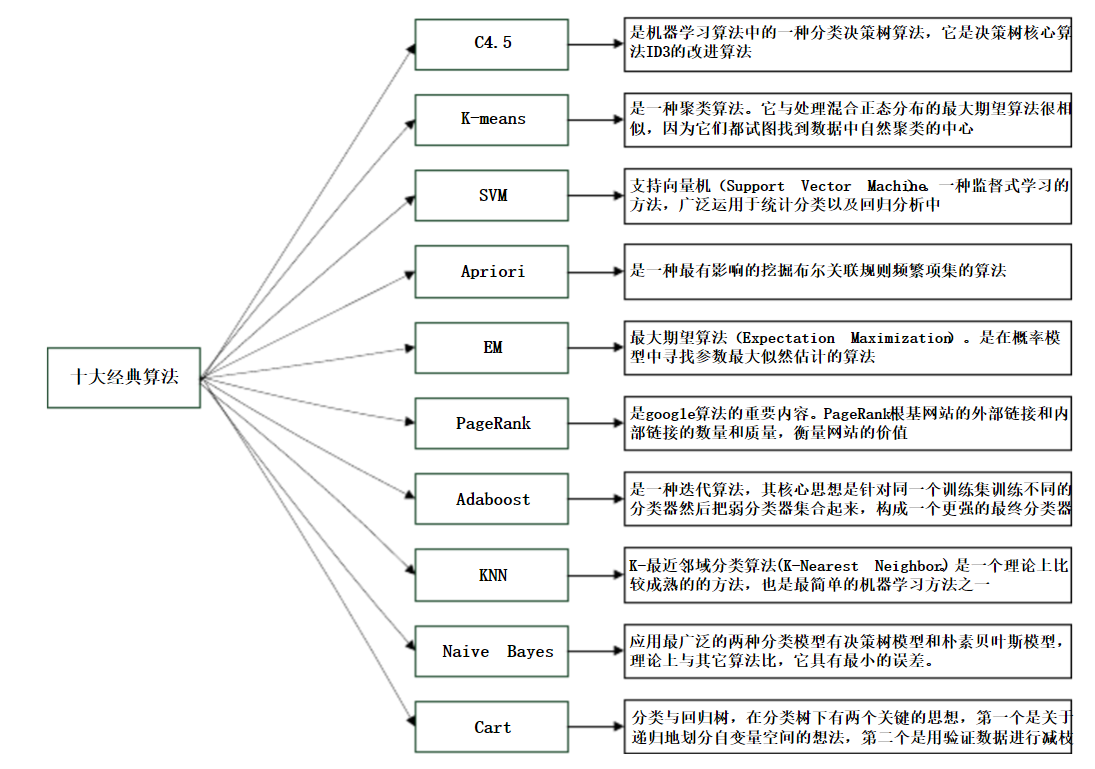 十大经典算法
C4.5
是机器学习算法中的一种分类决策树算法，它是决策树核心算
法ID3的改进算法
K-means
是一种聚类算法。它与处理混合正态分布的最大期望算法很相
似，因为它们都试图找到数据中自然聚类的中心
SVM
支持向量机（Support Vector Machine）。一种监督式学习的
方法，广泛运用于统计分类以及回归分析中
Apriori
是一种最有影响的挖掘布尔关联规则频繁项集的算法
EM
最大期望算法（Expectation Maximization）。是在概率模
型中寻找参数最大似然估计的算法
PageRank
是google算法的重要内容。PageRank根基网站的外部链接和内
部链接的数量和质量，衡量网站的价值
Adaboost
是一种迭代算法，其核心思想是针对同一个训练集训练不同的
分类器然后把弱分类器集合起来，构成一个更强的最终分类器
KNN
K-最近邻域分类算法(K-Nearest Neighbor。)是一个理论上比
较成熟的的方法，也是最简单的机器学习方法之一
Naive Bayes
应用最广泛的两种分类模型有决策树模型和朴素贝叶斯模型，
理论上与其它算法比，它具有最小的误差。
Cart
分类与回归树，在分类树下有两个关键的思想，第一个是关于
递归地划分自变量空间的想法，第二个是用验证数据进行减枝